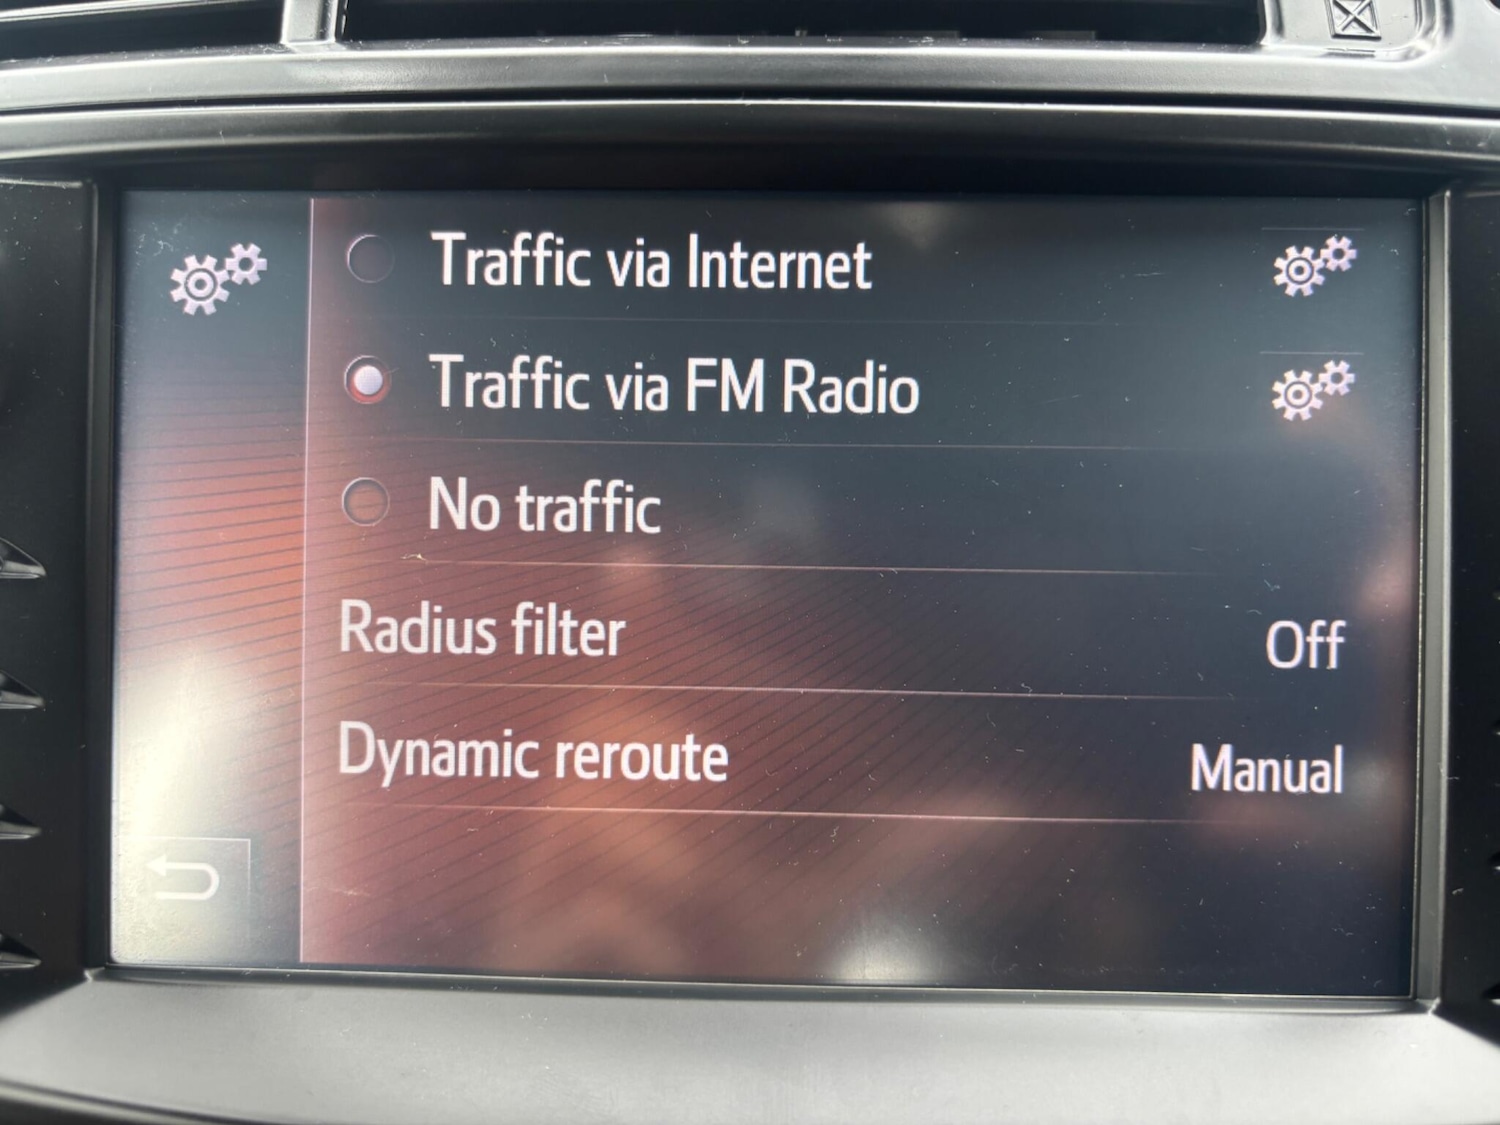 Traffic via Internet
Traffic via FM Radio
No traffic
Radius filter Off
Dynamic reroute Manual